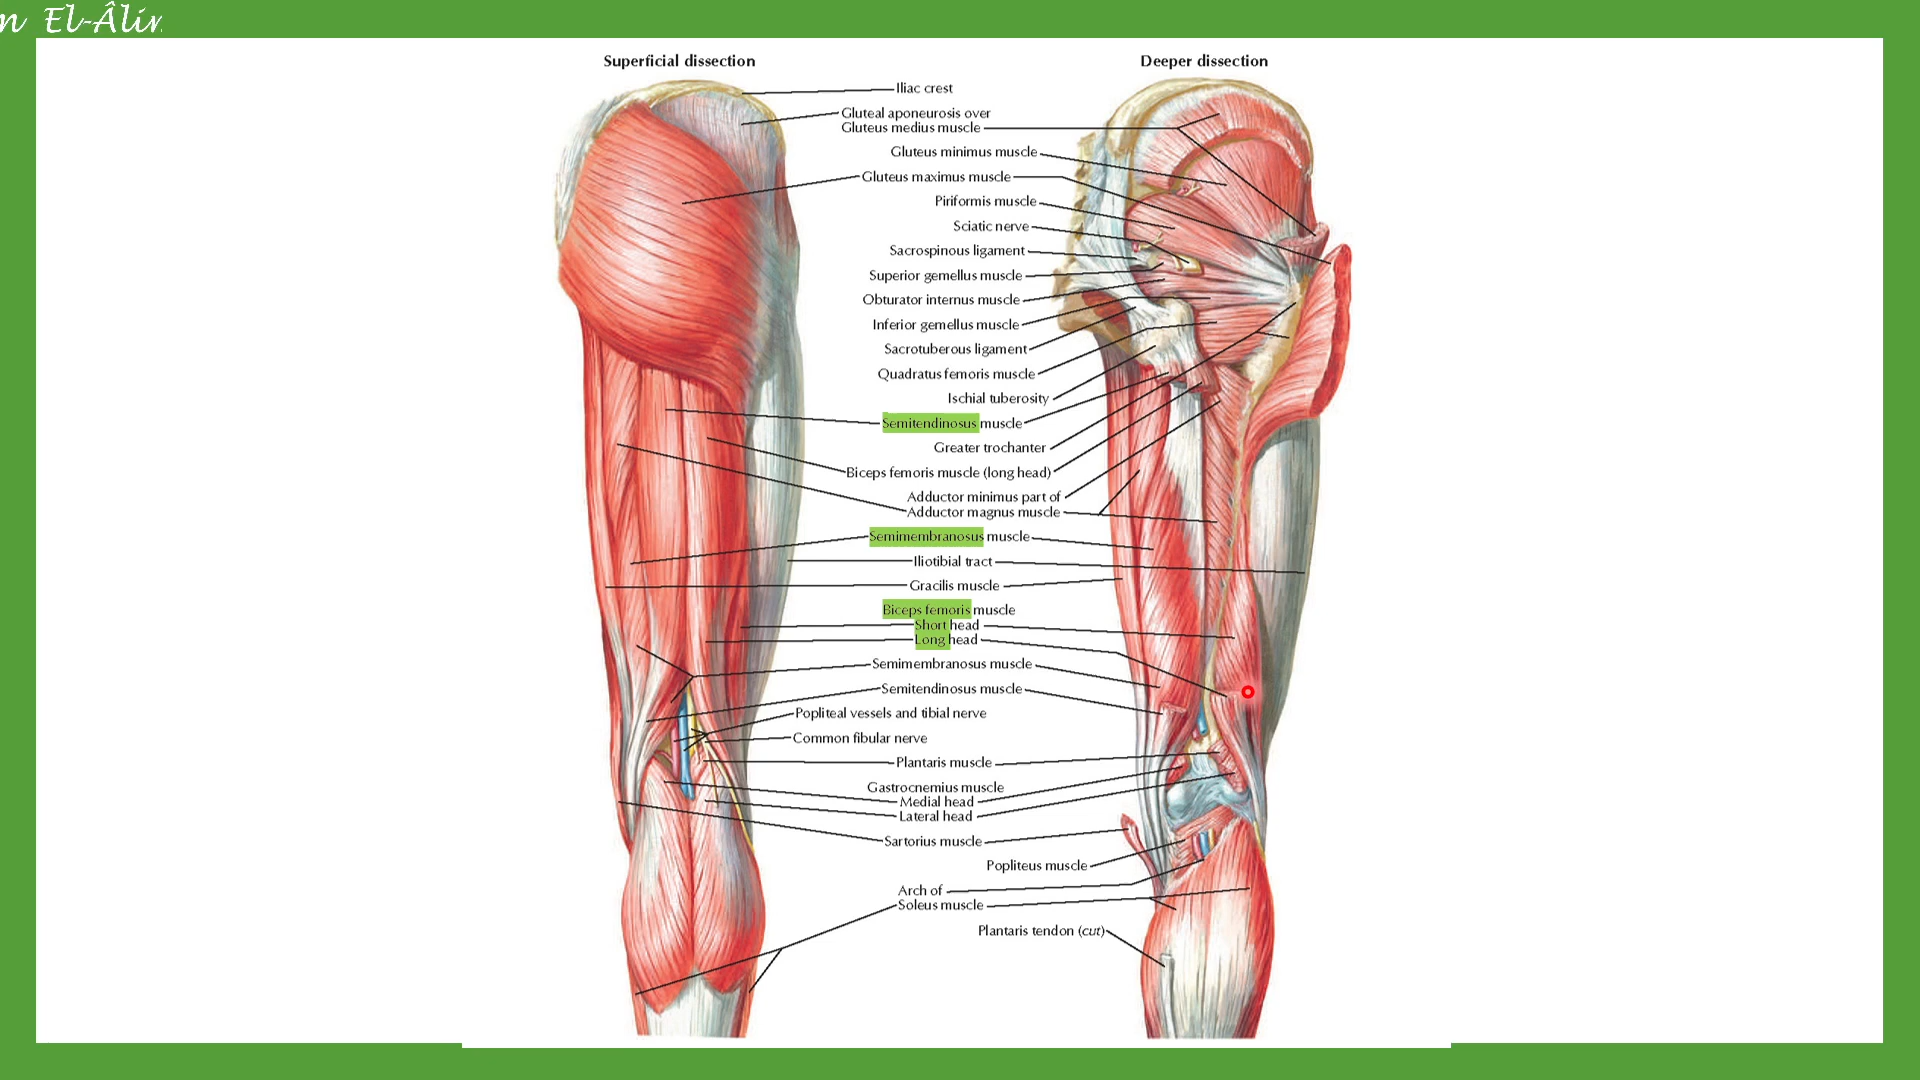 El-Âlim
Superficial dissection
Deeper dissection
Iliac crest
Gluteal aponeurosis over
Gluteus medius muscle
Gluteus minimus muscle
Gluteus maximus muscle
Piriformis muscle
Sciatic nerve
Sacrospinous ligament
Superior gemellus muscle
Obturator internus muscle
Inferior gemellus muscle
Sacrotuberous ligament
Quadratus femoris muscle
Ischial tuberosity
Semitendinosus muscle
Greater trochanter
Biceps femoris muscle (long head)
Adductor minimus part of
Adductor magnus muscle
Semimembranosus muscle
Iliotibial tract
Gracilis muscle
Biceps femoris muscle
Short head
Long head
Semimembranosus muscle
Semitendinosus muscle
Popliteal vessels and tibial nerve
Common fibular nerve
Plantaris muscle
Gastrocnemius muscle
Medial head
Lateral head
Sartorius muscle
Popliteus muscle
Arch of
Soleus muscle
Plantaris tendon (cut)